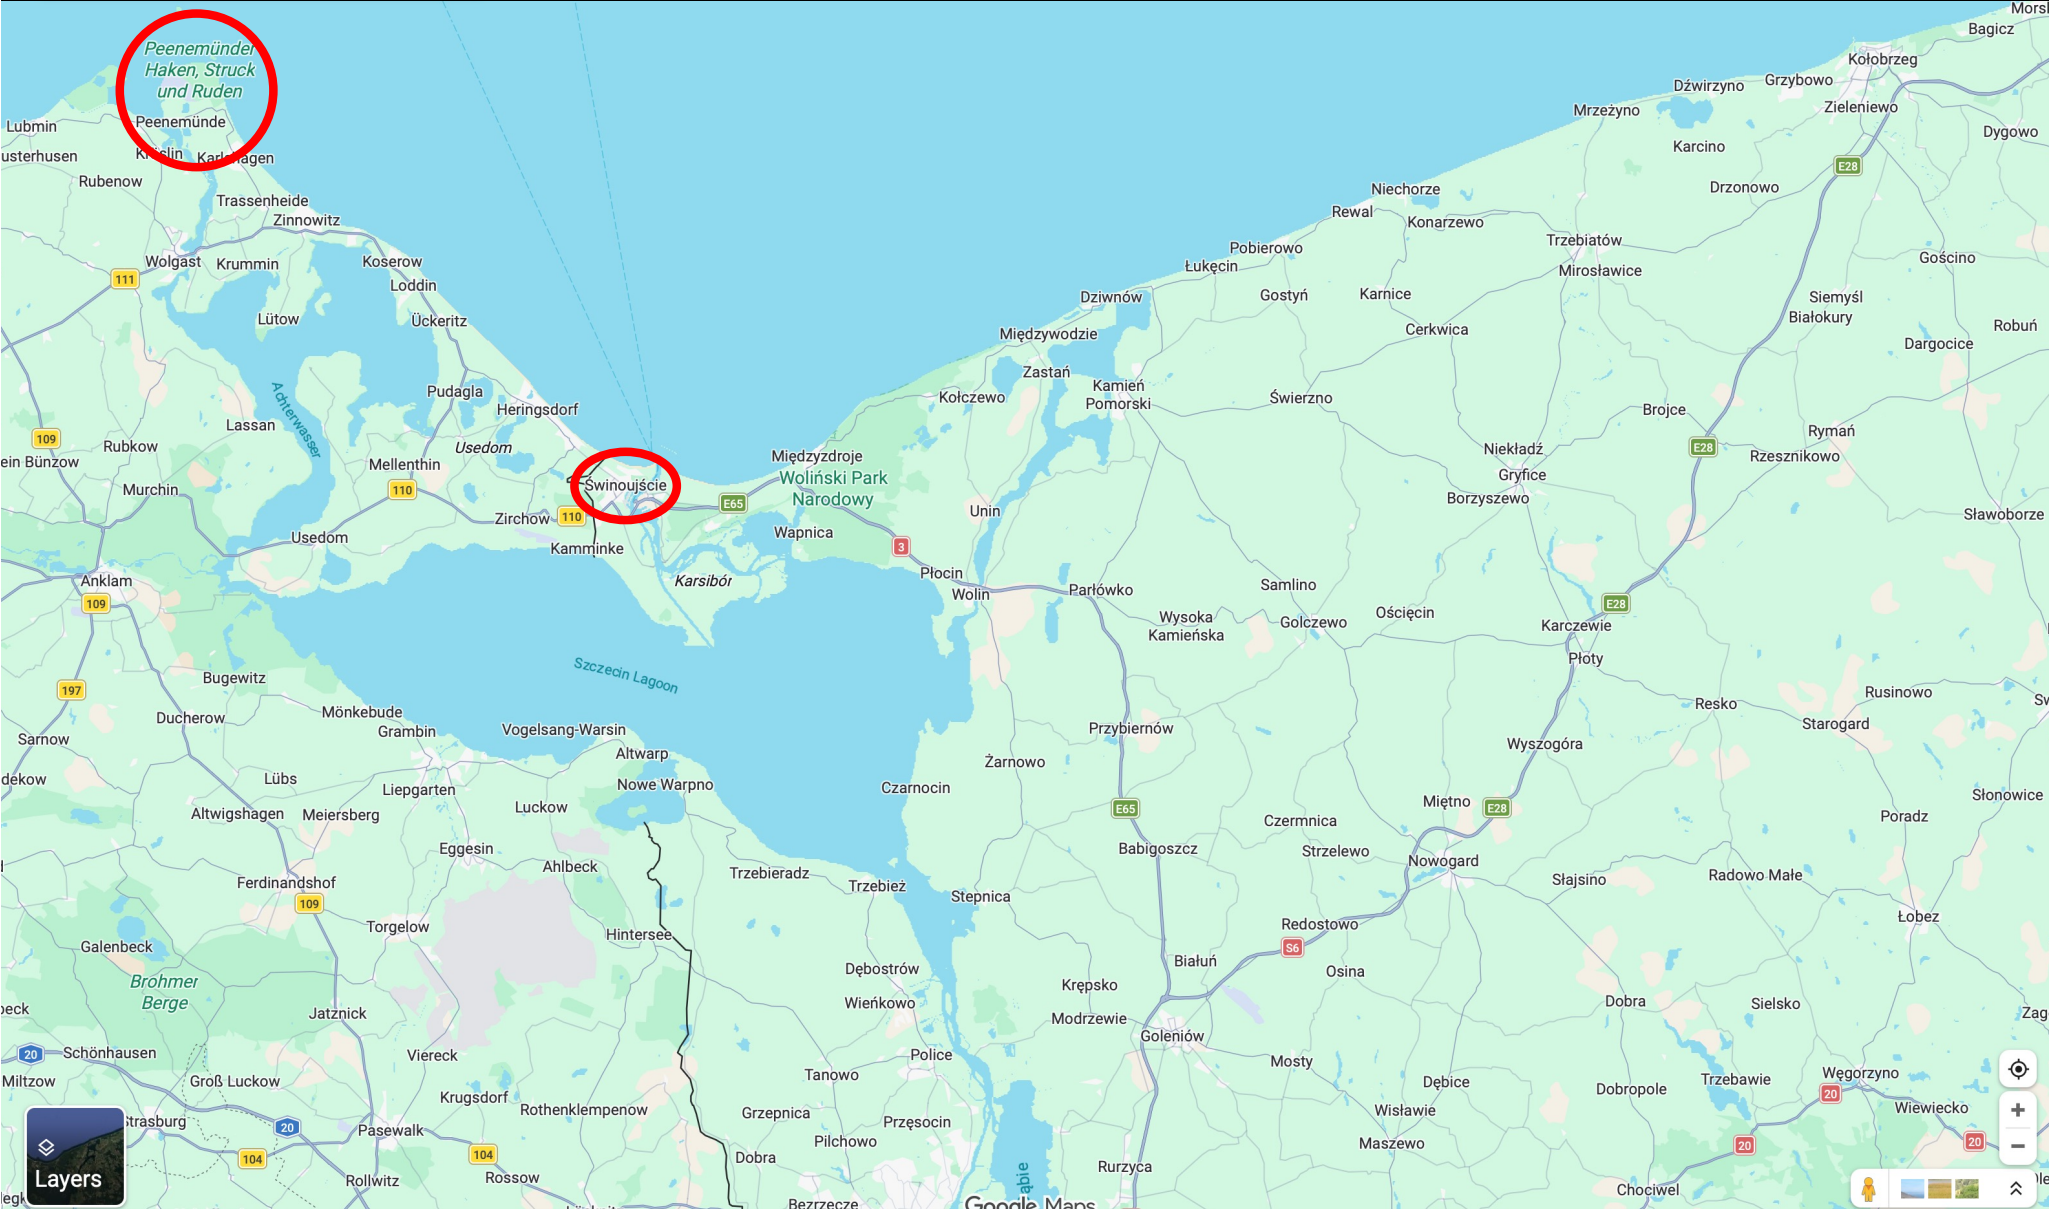 Morsk
Bagicz
Peenemünder
Haken, Struck
und Ruden
Kołobrzeg
Dźwirzyno
Grzybowo
Mrzeżyno
Zieleniewo
Lubmin
Peenemünde
Dygowo
usterhusen
Kröslin
Karlshagen
Karcino
E28
Rubenow
Drzonowo
Niechorze
Trassenheide
Rewal
Zinnowitz
Konarzewo
Trzebiatów
Pobierowo
Wolgast
Krummin
Koserow
Łukęcin
Mirosławice
Gościno
111
Loddin
Dziwnów
Gostyń
Karnice
Siemyśl
Lütow
Ückeritz
Białokury
Międzywodzie
Cerkwica
Robuń
Dargocice
Zastań
Pudagla
Kamień
Pomorski
Kołczewo
Świerzno
Achterwasser
Heringsdorf
Brojce
Lassan
Rymań
109
Rubkow
Usedom
Niekładź
E28
Międzyzdroje
Rzesznikowo
ein Bünzow
Mellenthin
Woliński Park
Narodowy
Gryfice
Świnoujście
Murchin
110
Borzyszewo
E65
Unin
Sławoborze
Zirchow
110
Wapnica
Usedom
Kamminke
3
Płocin
Anklam
Karsibór
Samlino
Wolin
Parłówko
109
E28
Ościęcin
Wysoka
Kamieńska
Golczewo
Karczewie
Płoty
Szczecin Lagoon
Bugewitz
197
Rusinowo
Sw
Resko
Mönkebude
Ducherow
Starogard
Grambin
Vogelsang-Warsin
Przybiernów
Sarnow
Wyszogóra
Altwarp
Żarnowo
dekow
Lübs
Nowe Warpno
Liepgarten
Czarnocin
Słonowice
Luckow
Miętno
E28
E65
Altwigshagen
Meiersberg
Poradz
Czermnica
Eggesin
Babigoszcz
Strzelewo
Nowogard
Ahlbeck
Trzebieradz
Radowo Małe
Ferdinandshof
Trzebież
Słajsino
Stepnica
109
Łobez
Torgelow
Redostowo
Hintersee
Galenbeck
S6
Białuń
Dębostrów
Osina
Brohmer
Berge
Krępsko
Wieńkowo
Dobra
Sielsko
beck
Jatznick
Modrzewie
Zag
Goleniów
20
Schönhausen
Viereck
Police
Mosty
Miltzow
Groß Luckow
Tanowo
Dębice
Dobropole
Trzebawie
Węgorzyno
20
Krugsdorf
Rothenklempenow
Grzepnica
Wisławie
Wiewiecko
Strasburg
20
Pasewalk
Przęsocin
Pilchowo
Maszewo
20
20
104
104
Dobra
Layers
Rollwitz
Rossow
Rurzyca
Chociwel
ąbie
Bezrzecze
Google Maps